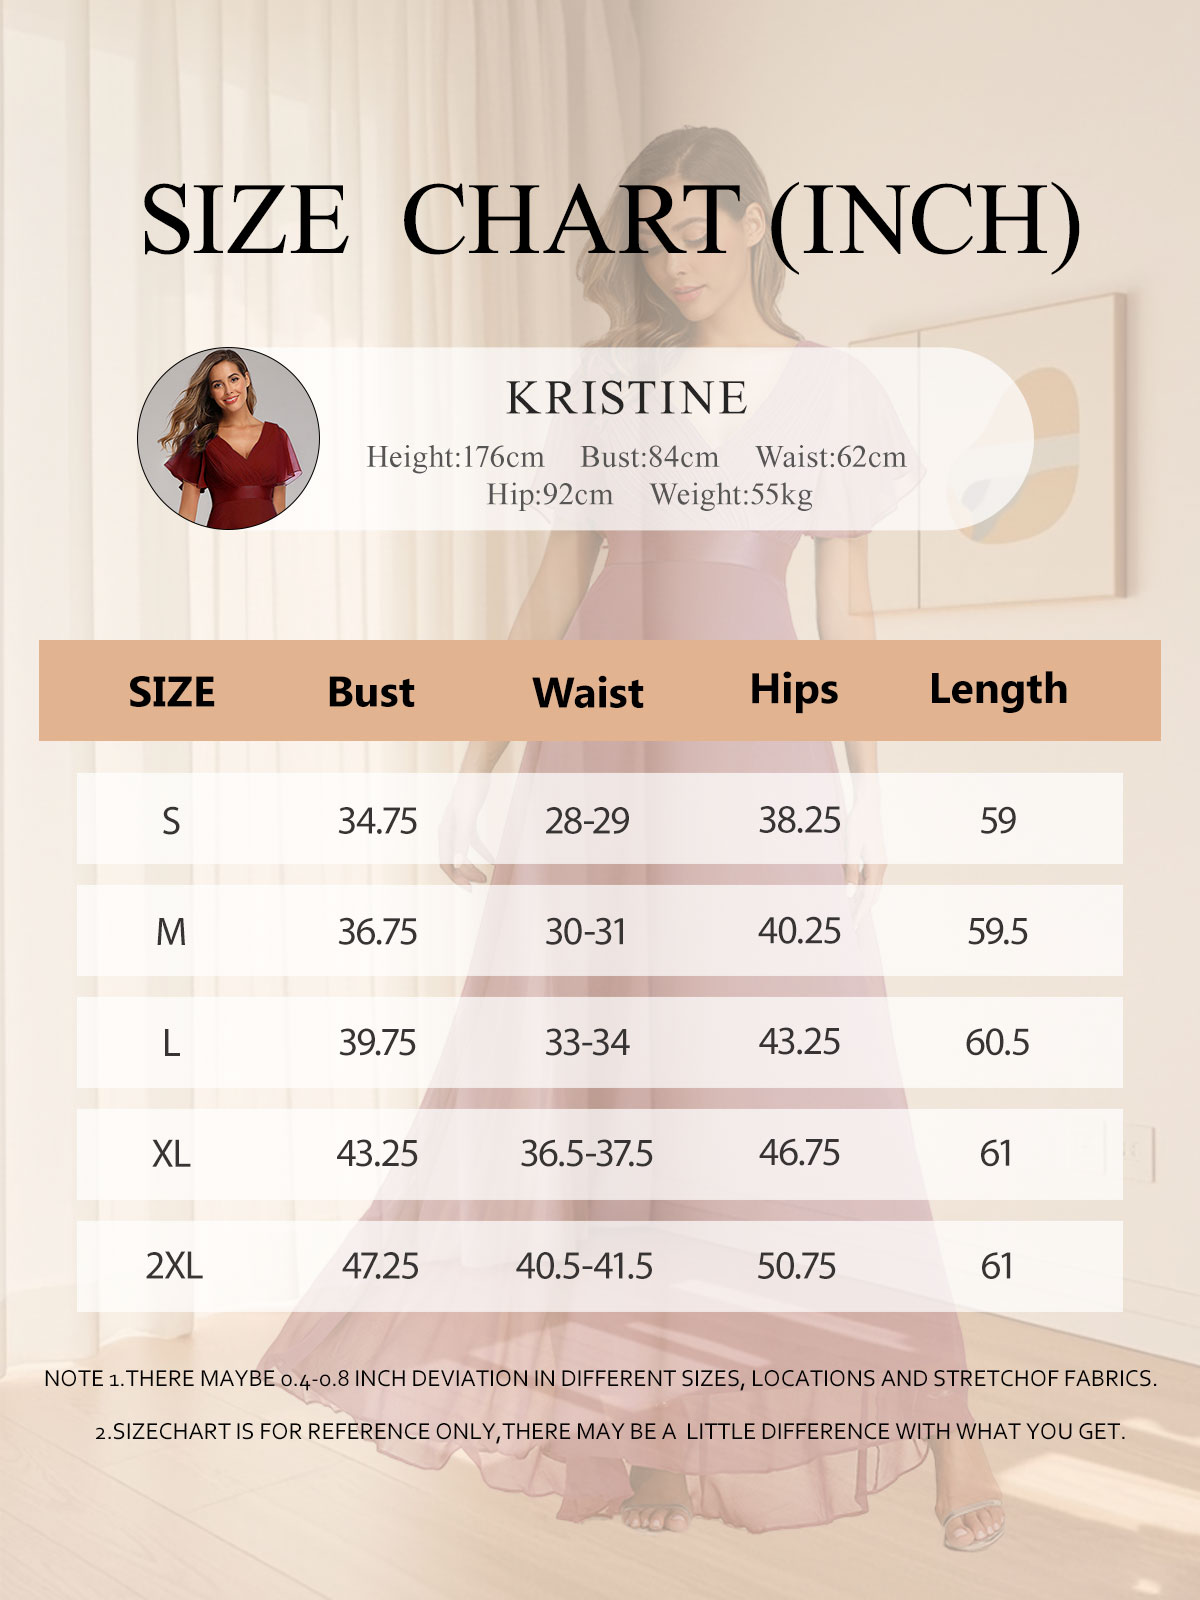 SIZE CHART (INCH)
KRISTINE
Height:176cm Bust:84cm Waist:62cm
Hip:92cm Weight:55kg
SIZE Bust Waist Hips Length
S 34.75 28-29 38.25 59
M 36.75 30-31 40.25 59.5
L 39.75 33-34 43.25 60.5
XL 43.25 36.5-37.5 46.75 61
2XL 47.25 40.5-41.5 50.75 61
NOTE 1.THERE MAYBE 0.4-0.8 INCH DEVIATION IN DIFFERENT SIZES, LOCATIONS AND STRETCHOF FABRICS.
2.SIZECHART IS FOR REFERENCE ONLY,THERE MAY BE A LITTLE DIFFERENCE WITH WHAT YOU GET.